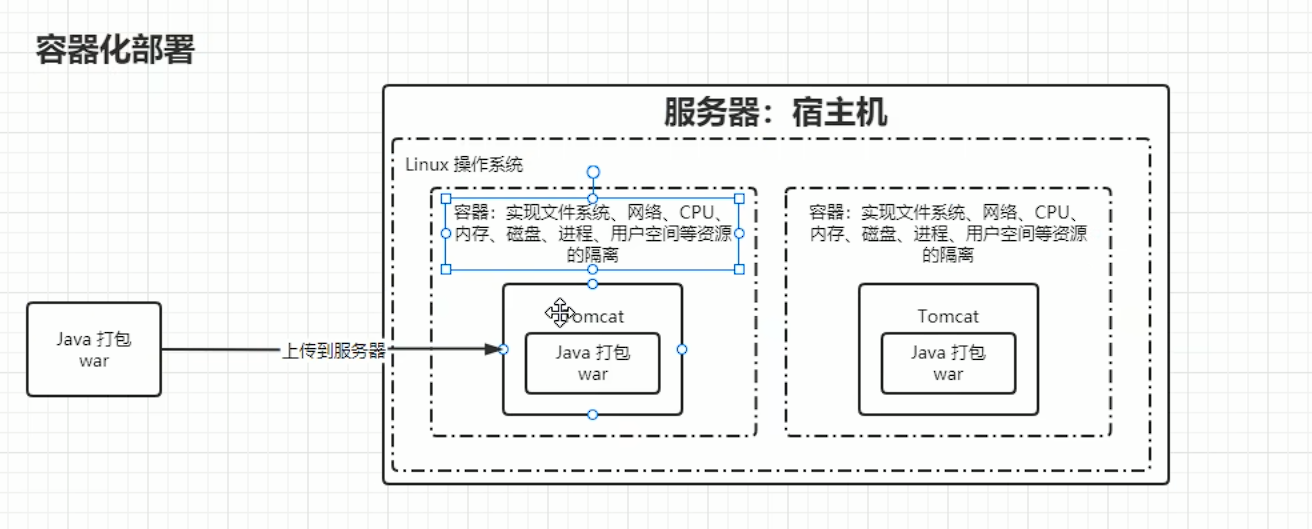 容器化部署
服务器：宿主机
Linux 操作系统
容器：实现文件系统、网络、CPU、
内存、磁盘、进程、用户空间等资源
的隔离
容器：实现文件系统、网络、CPU、
内存、磁盘、进程、用户空间等资源
的隔离
Tomcat
Tomcat
Java 打包
war
上传到服务器
Java 打包
war
Java 打包
war